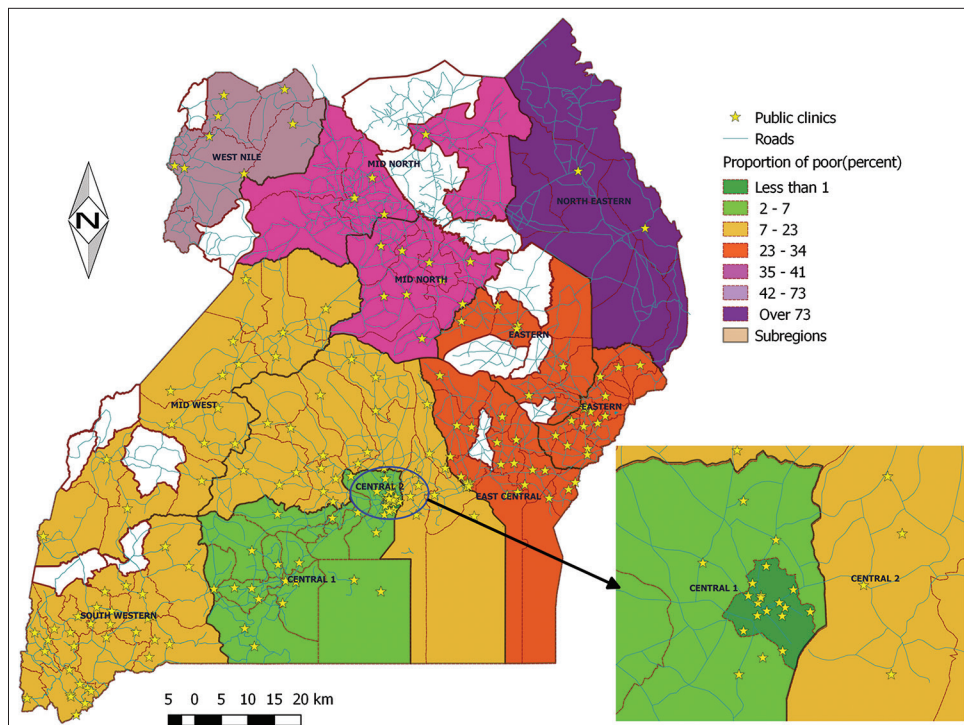 Public clinics
Roads
Proportion of poor(percent)
Less than 1
2 - 7
7 - 23
23 - 34
35 - 41
42 - 73
Over 73
Subregions
N
WEST NILE
MID NORTH
NORTH EASTERN
MID NORTH
EASTERN
MID WEST
EASTERN
CENTRAL 2
EAST CENTRAL
CENTRAL 1
SOUTH WESTERN
CENTRAL 1
CENTRAL 2
5 0 5 10 15 20 km